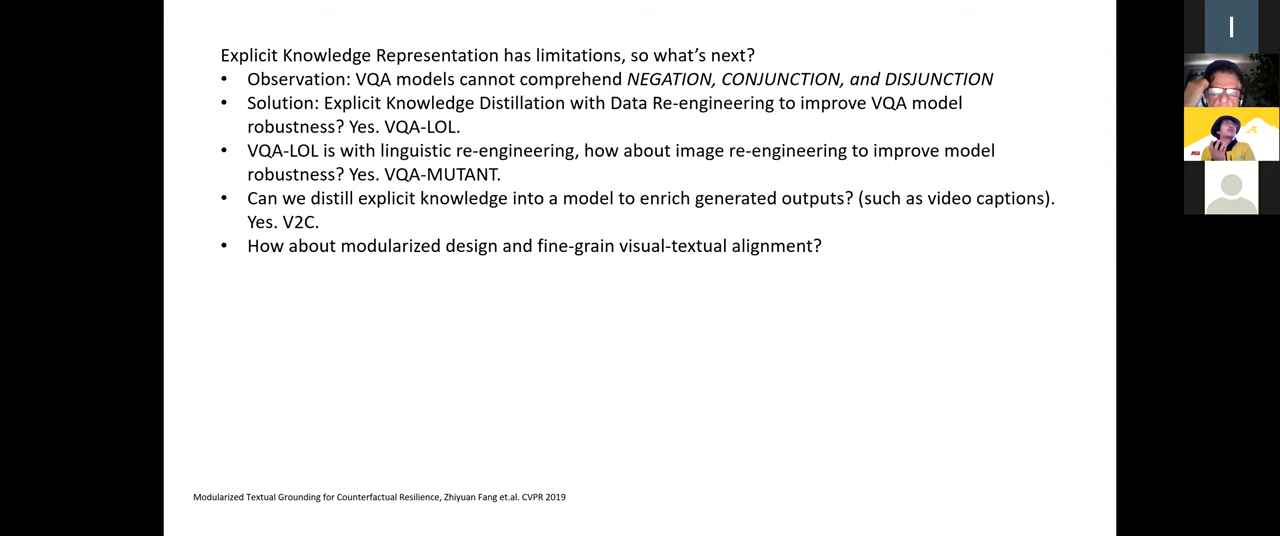 Explicit Knowledge Representation has limitations, so what's next?
• Observation: VQA models cannot comprehend NEGATION, CONJUNCTION, and DISJUNCTION
• Solution: Explicit Knowledge Distillation with Data Re-engineering to improve VQA model
robustness? Yes. VQA-LOL.
• VQA-LOL is with linguistic re-engineering, how about image re-engineering to improve model
robustness? Yes. VQA-MUTANT.
• Can we distill explicit knowledge into a model to enrich generated outputs? (such as video captions).
Yes. V2C.
• How about modularized design and fine-grain visual-textual alignment?
Modularized Textual Grounding for Counterfactual Resilience, Zhiyuan Fang et.al. CVPR 2019
I
ASU